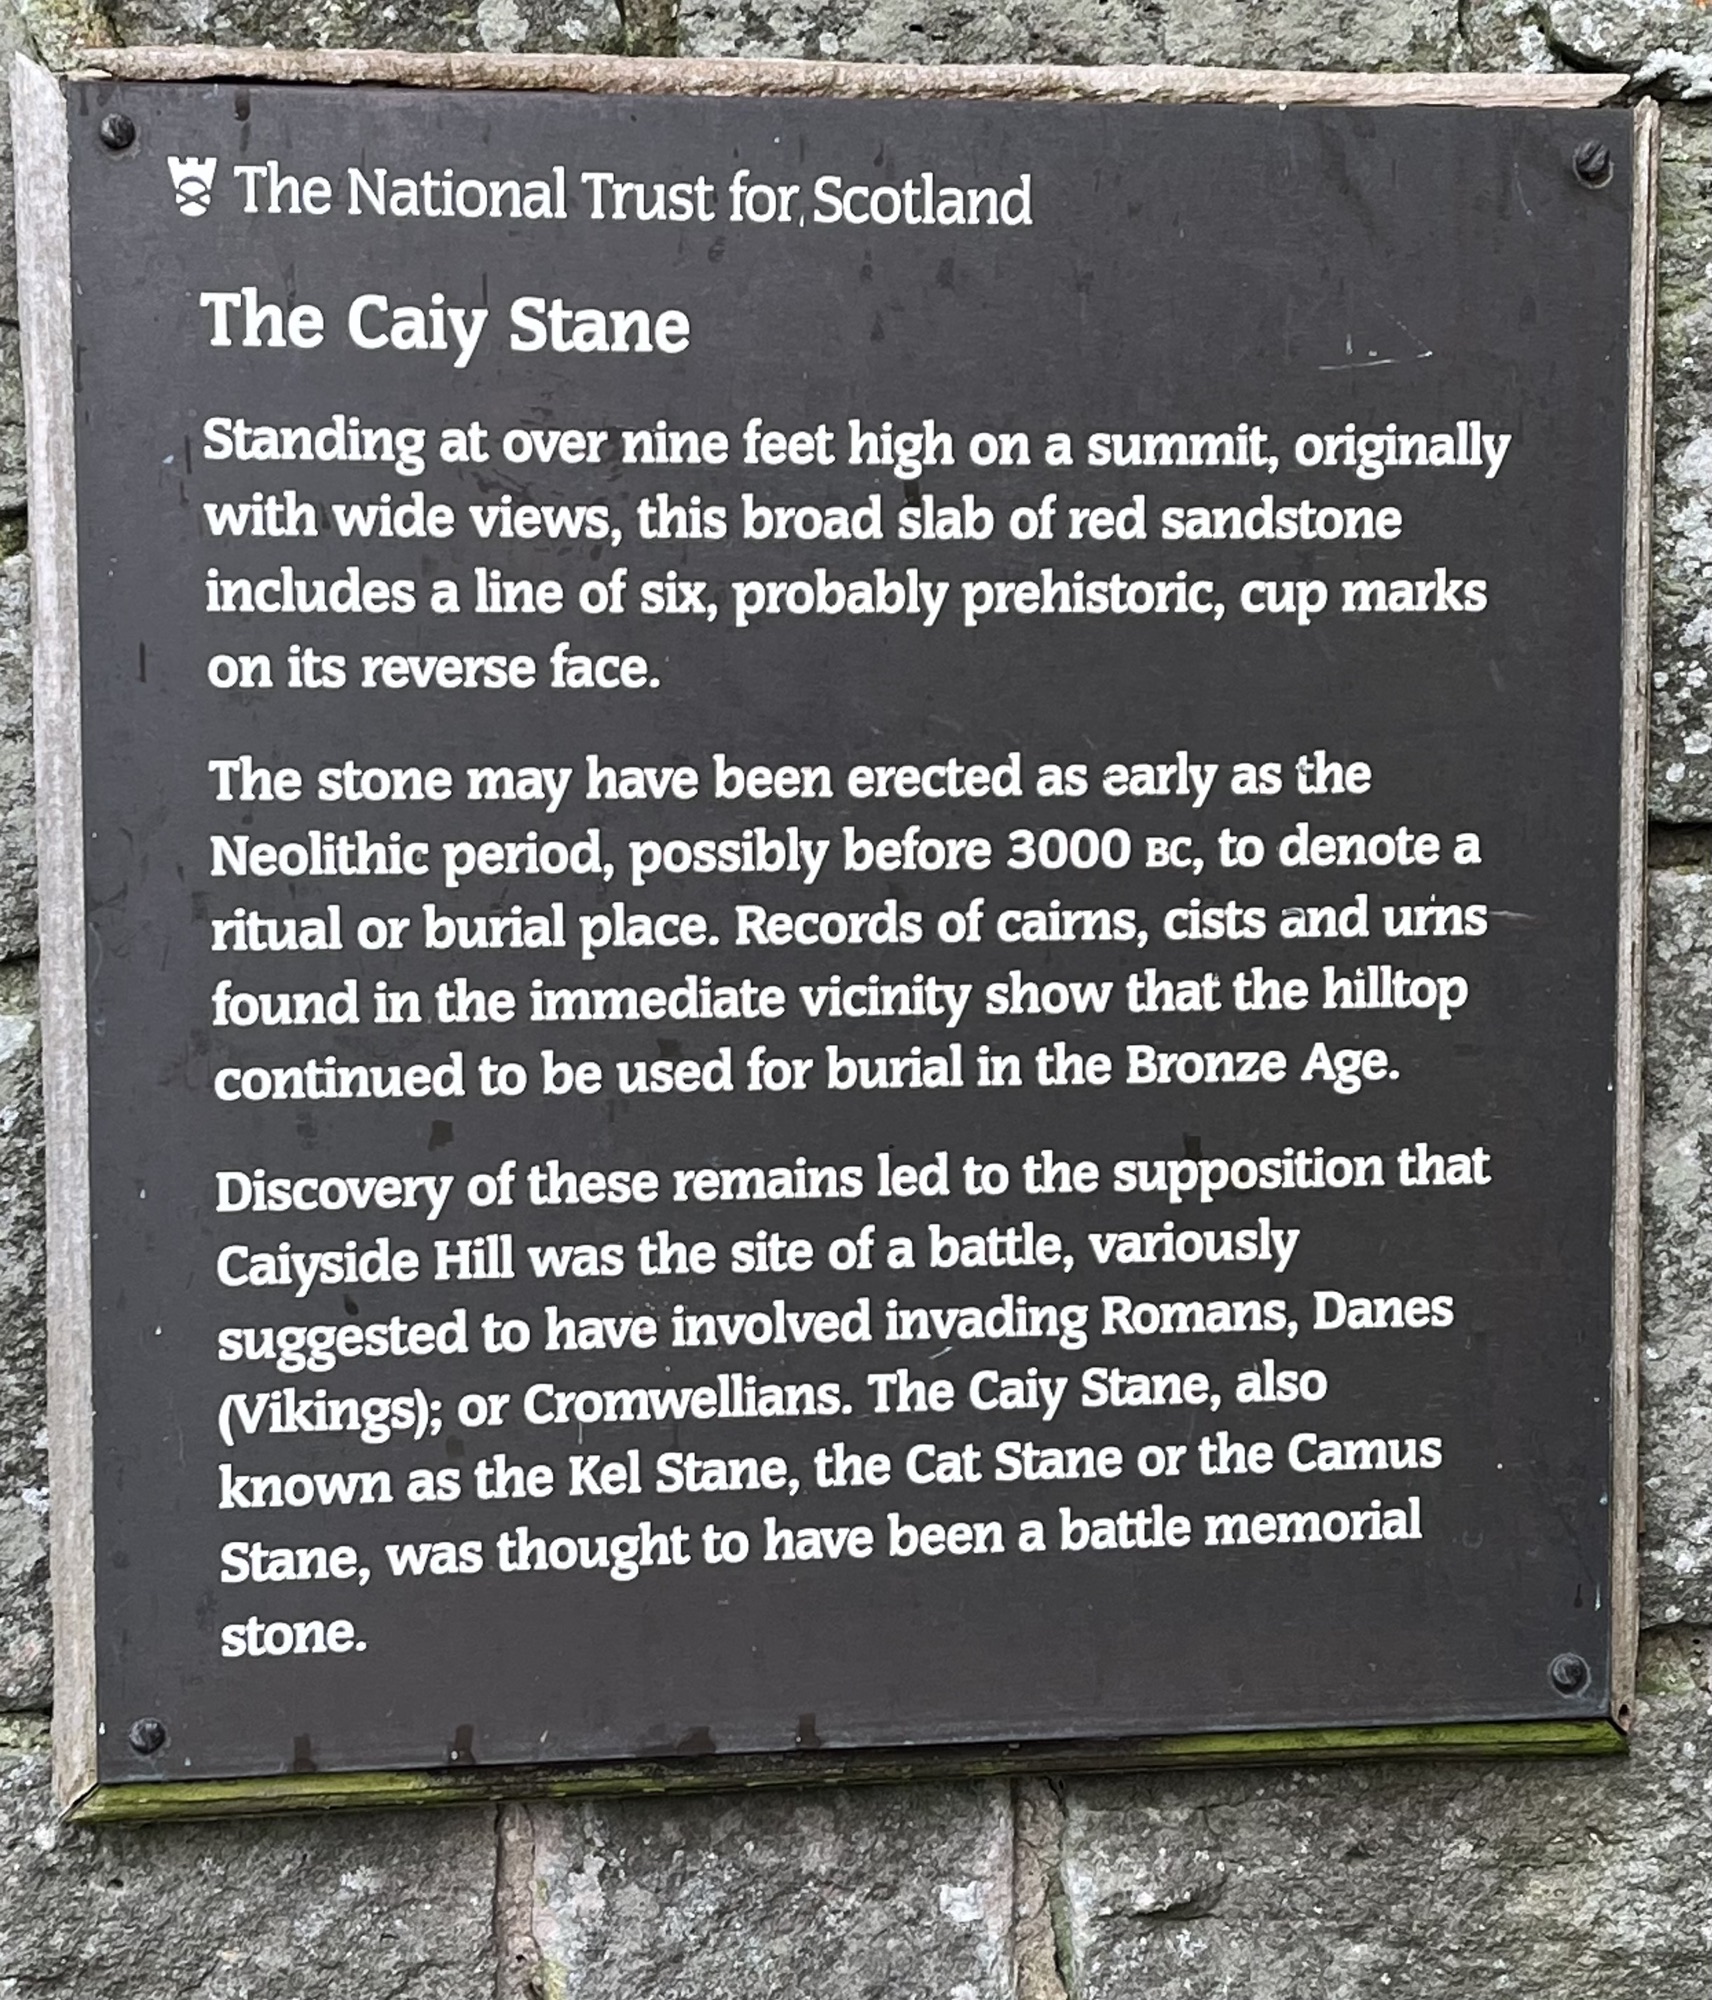 The National Trust for Scotland
The Caiy Stane
Standing at over nine feet high on a summit, originally
with wide views, this broad slab of red sandstone
includes a line of six, probably prehistoric, cup marks
on its reverse face.
The stone may have been erected as early as the
Neolithic period, possibly before 3000 BC, to denote a
ritual or burial place. Records of cairns, cists and urns
found in the immediate vicinity show that the hilltop
continued to be used for burial in the Bronze Age.
Discovery of these remains led to the supposition that
Caiyside Hill was the site of a battle, variously
suggested to have involved invading Romans, Danes
(Vikings); or Cromwellians. The Caiy Stane, also
known as the Kel Stane, the Cat Stane or the Camus
Stane, was thought to have been a battle memorial
stone.